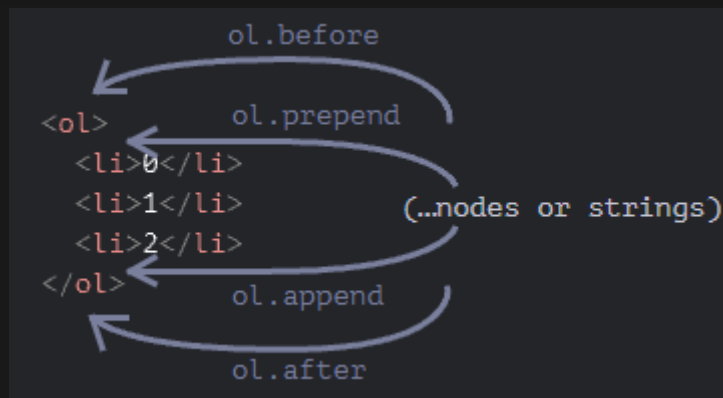 ol.before
<ol>
ol.prepend
<li>0</li>
<li>1</li>
(…nodes or strings)
<li>2</li>
</ol>
ol.append
ol.after